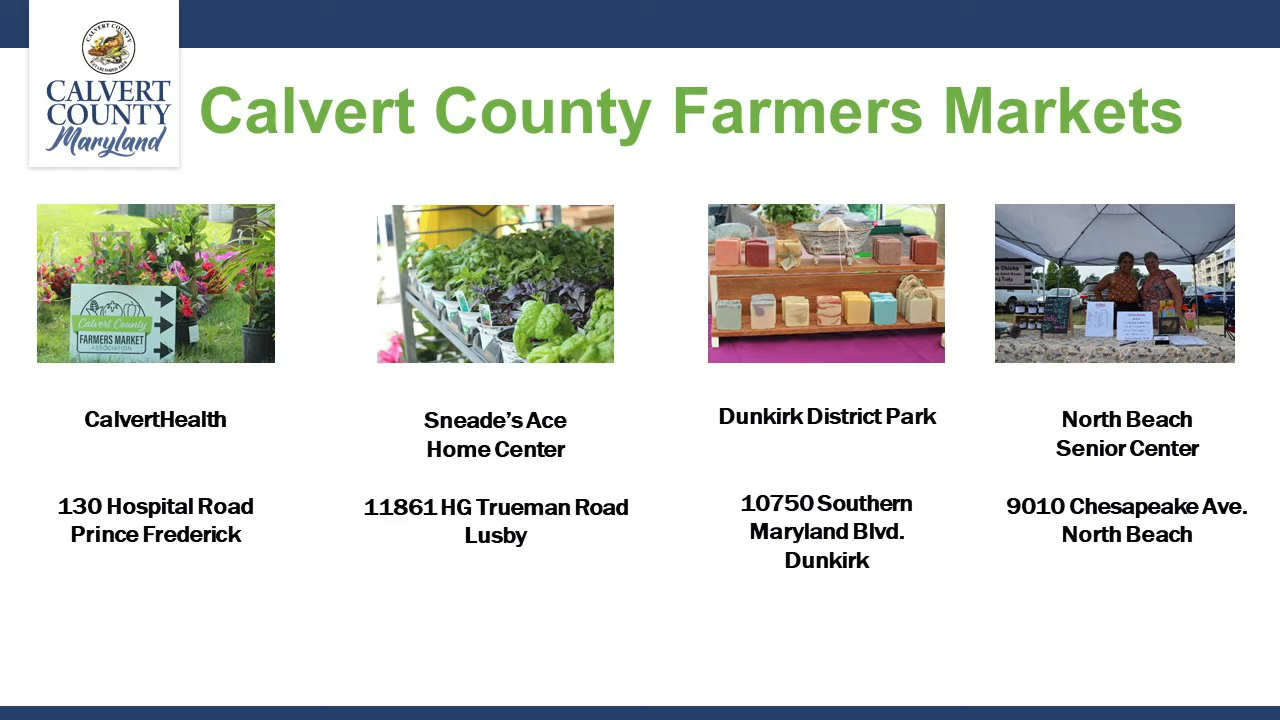 CALVERT COUNTY
CALVERT
COUNTY
Maryland
Calvert County Farmers Markets
Calvert County
FARMERS MARKET
ASSOCIATION
CalvertHealth
130 Hospital Road
Prince Frederick
Sneade’s Ace
Home Center
11861 HG Trueman Road
Lusby
Dunkirk District Park
10750 Southern
Maryland Blvd.
Dunkirk
North Beach
Senior Center
9010 Chesapeake Ave.
North Beach